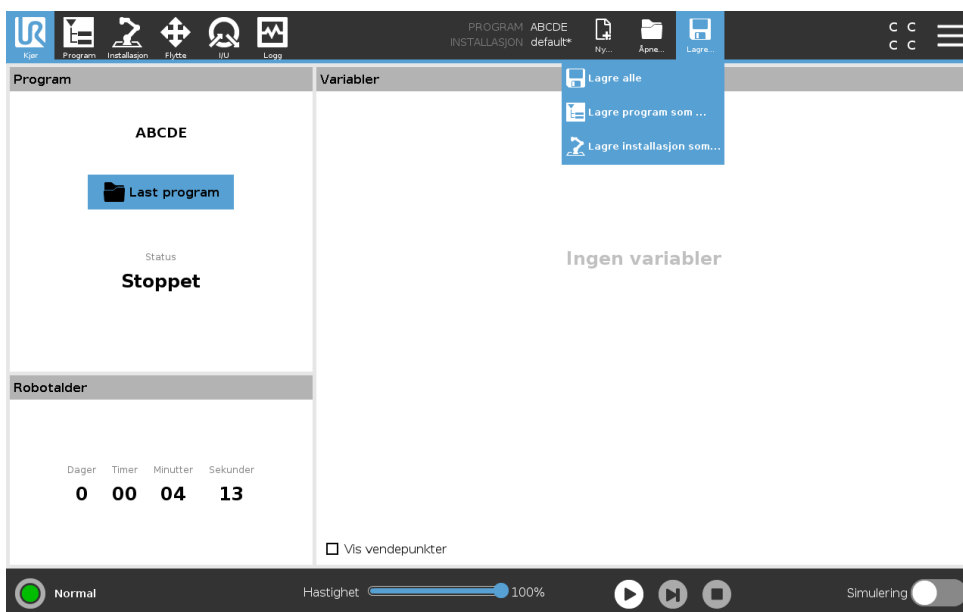 UR
PROGRAM ABCDE
INSTALLASJON default*
Kjør Program Installasjon Flytte I/U Logg Ny... Åpne... Lagre...
C C
C C
Lagre alle
Lagre program som ...
Lagre installasjon som...
Program
ABCDE
Last program
Status
Stoppet
Robotalder
Dager Timer Minutter Sekunder
0 00 04 13
Variabler
Ingen variabler
Vis vendepunkter
Normal
Hastighet 100%
Simulering